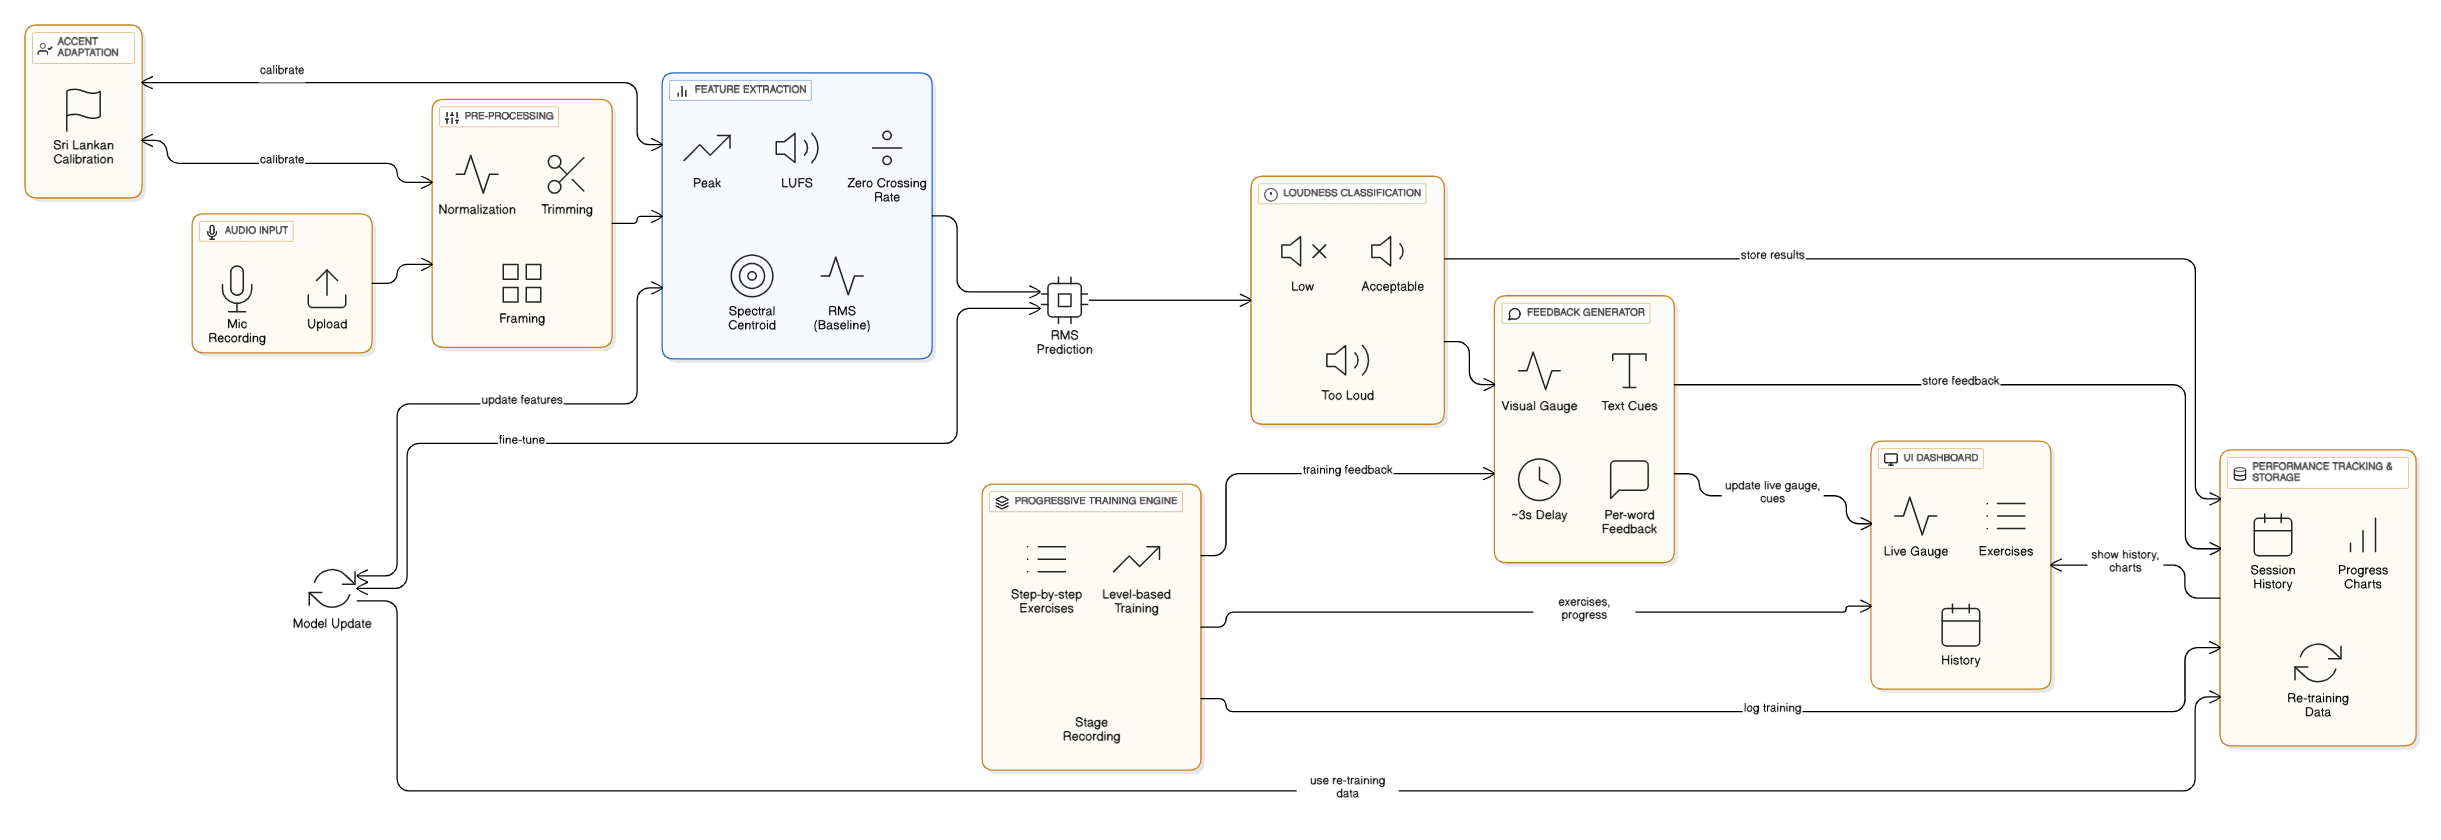 ACCENT
ADAPTATION
Sri Lankan
Calibration
calibrate
calibrate
AUDIO INPUT
Mic
Recording
Upload
PRE-PROCESSING
Normalization
Trimming
Framing
FEATURE EXTRACTION
Peak
LUFS
Zero Crossing
Rate
Spectral
Centroid
RMS
(Baseline)
update features
fine-tune
Model Update
RMS
Prediction
LOUDNESS CLASSIFICATION
Low
Acceptable
Too Loud
store results
FEEDBACK GENERATOR
Visual Gauge
Text Cues
~3s Delay
Per-word
Feedback
store feedback
training feedback
update live gauge,
cues
PROGRESSIVE TRAINING ENGINE
Step-by-step
Exercises
Level-based
Training
Stage
Recording
exercises,
progress
log training
use re-training
data
UI DASHBOARD
Live Gauge
Exercises
History
show history,
charts
PERFORMANCE TRACKING &
STORAGE
Session
History
Progress
Charts
Re-training
Data